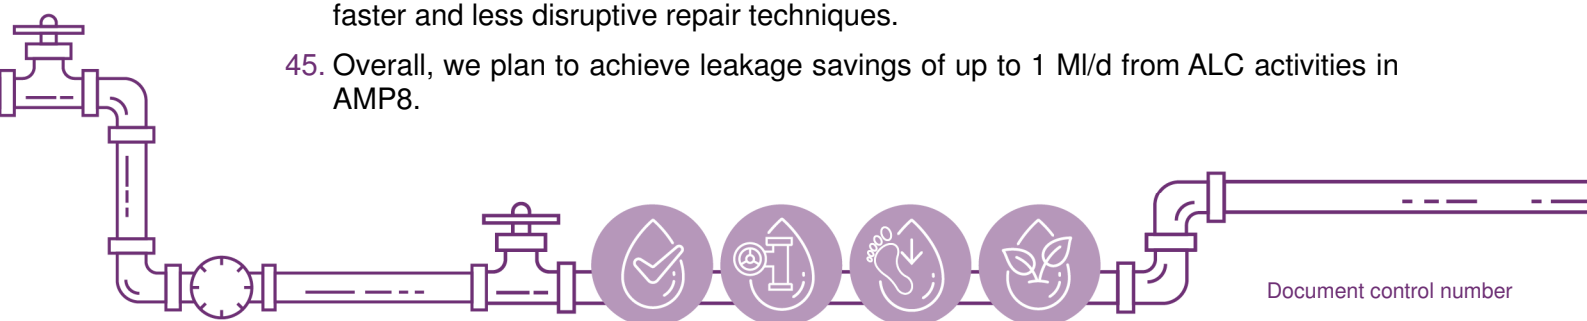 faster and less disruptive repair techniques.
45. Overall, we plan to achieve leakage savings of up to 1 Ml/d from ALC activities in
AMP8.
Document control number